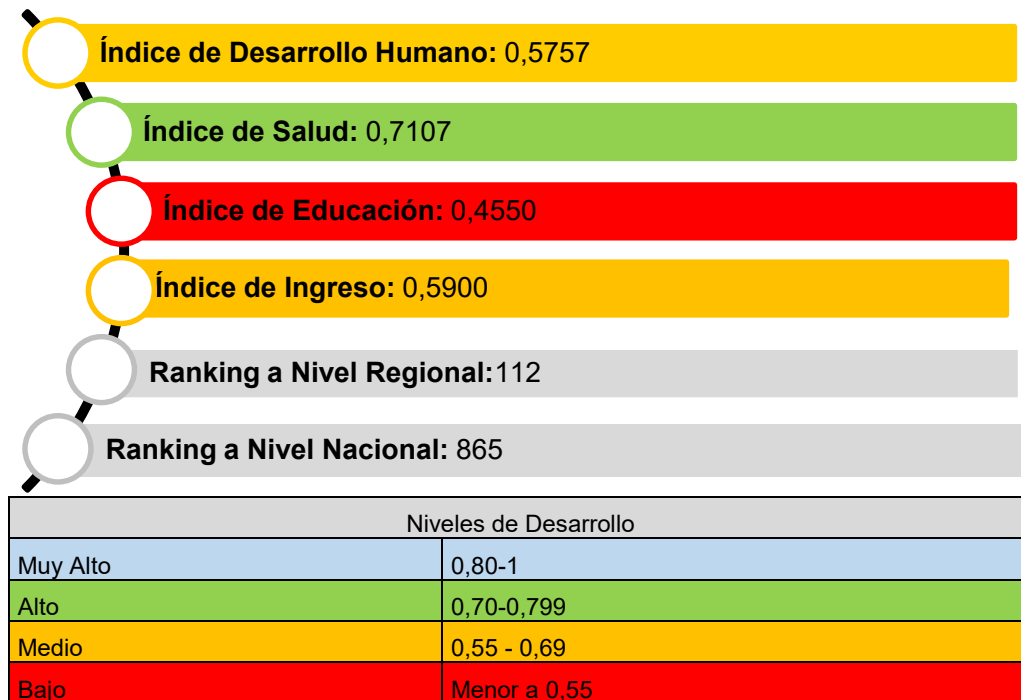 Índice de Desarrollo Humano: 0,5757
Índice de Salud: 0,7107
Índice de Educación: 0,4550
Índice de Ingreso: 0,5900
Ranking a Nivel Regional:112
Ranking a Nivel Nacional: 865
Niveles de Desarrollo
Muy Alto 0,80-1
Alto 0,70-0,799
Medio 0,55 - 0,69
Bajo Menor a 0,55